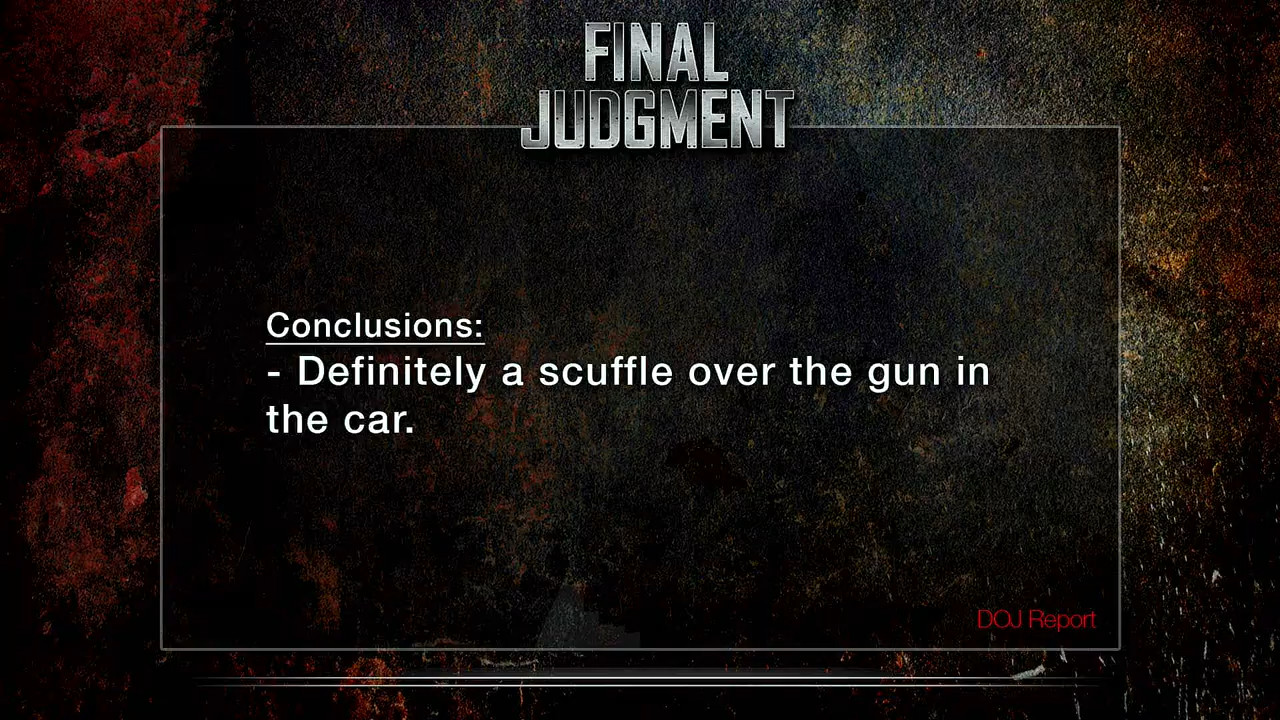 FINAL
JUDGMENT
Conclusions:
- Definitely a scuffle over the gun in
the car.
DOJ Report